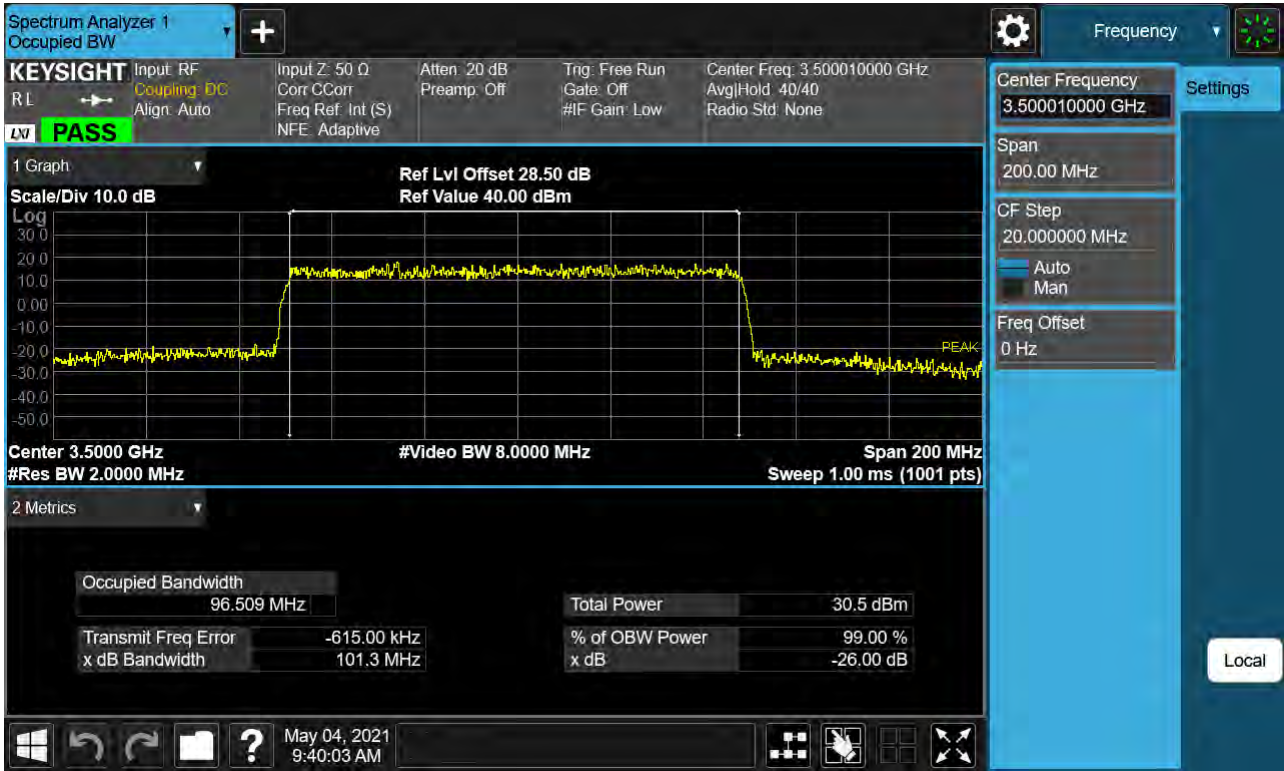 Spectrum Analyzer 1
Occupied BW
Frequency
KEYSIGHT
RL
LXI
PASS
Input: RF
Coupling: DC
Align: Auto
Input Z: 50 Ω
Corr CCorr
Freq Ref: Int (S)
NFE: Adaptive
Atten: 20 dB
Preamp: Off
Trig: Free Run
Gate: Off
#IF Gain: Low
Center Freq: 3.500010000 GHz
Avg|Hold: 40/40
Radio Std: None
Center Frequency
3.500010000 GHz
Settings
Span
200.00 MHz
CF Step
20.000000 MHz
Auto
Man
Freq Offset
0 Hz
Local
1 Graph
Scale/Div 10.0 dB
Ref Lvl Offset 28.50 dB
Ref Value 40.00 dBm
Log
30.0
20.0
10.0
0.00
-10.0
-20.0
-30.0
-40.0
-50.0
PEAK
Center 3.5000 GHz
#Video BW 8.0000 MHz
Span 200 MHz
#Res BW 2.0000 MHz
Sweep 1.00 ms (1001 pts)
2 Metrics
Occupied Bandwidth
96.509 MHz
Total Power 30.5 dBm
Transmit Freq Error -615.00 kHz
% of OBW Power 99.00 %
x dB Bandwidth 101.3 MHz
x dB -26.00 dB
?
May 04, 2021
9:40:03 AM